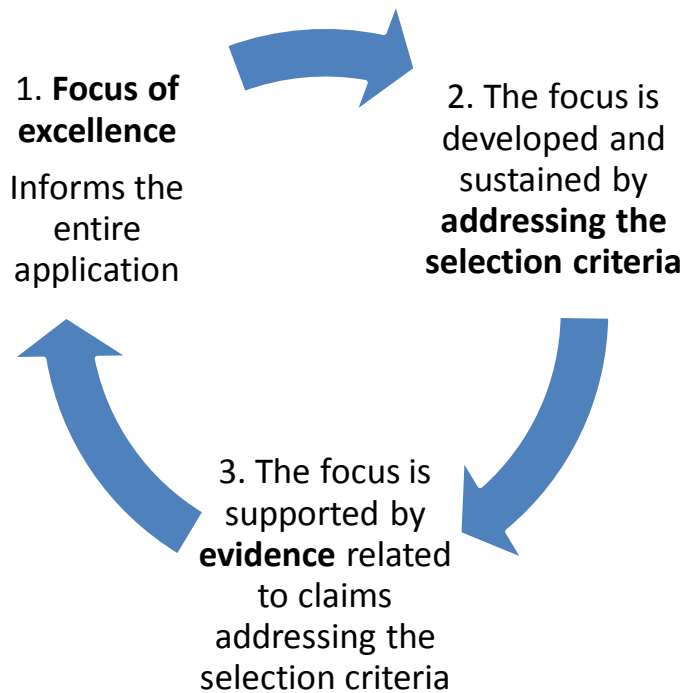 1. Focus of
excellence
Informs the
entire
application
2. The focus is
developed and
sustained by
addressing the
selection criteria
3. The focus is
supported by
evidence related
to claims
addressing the
selection criteria